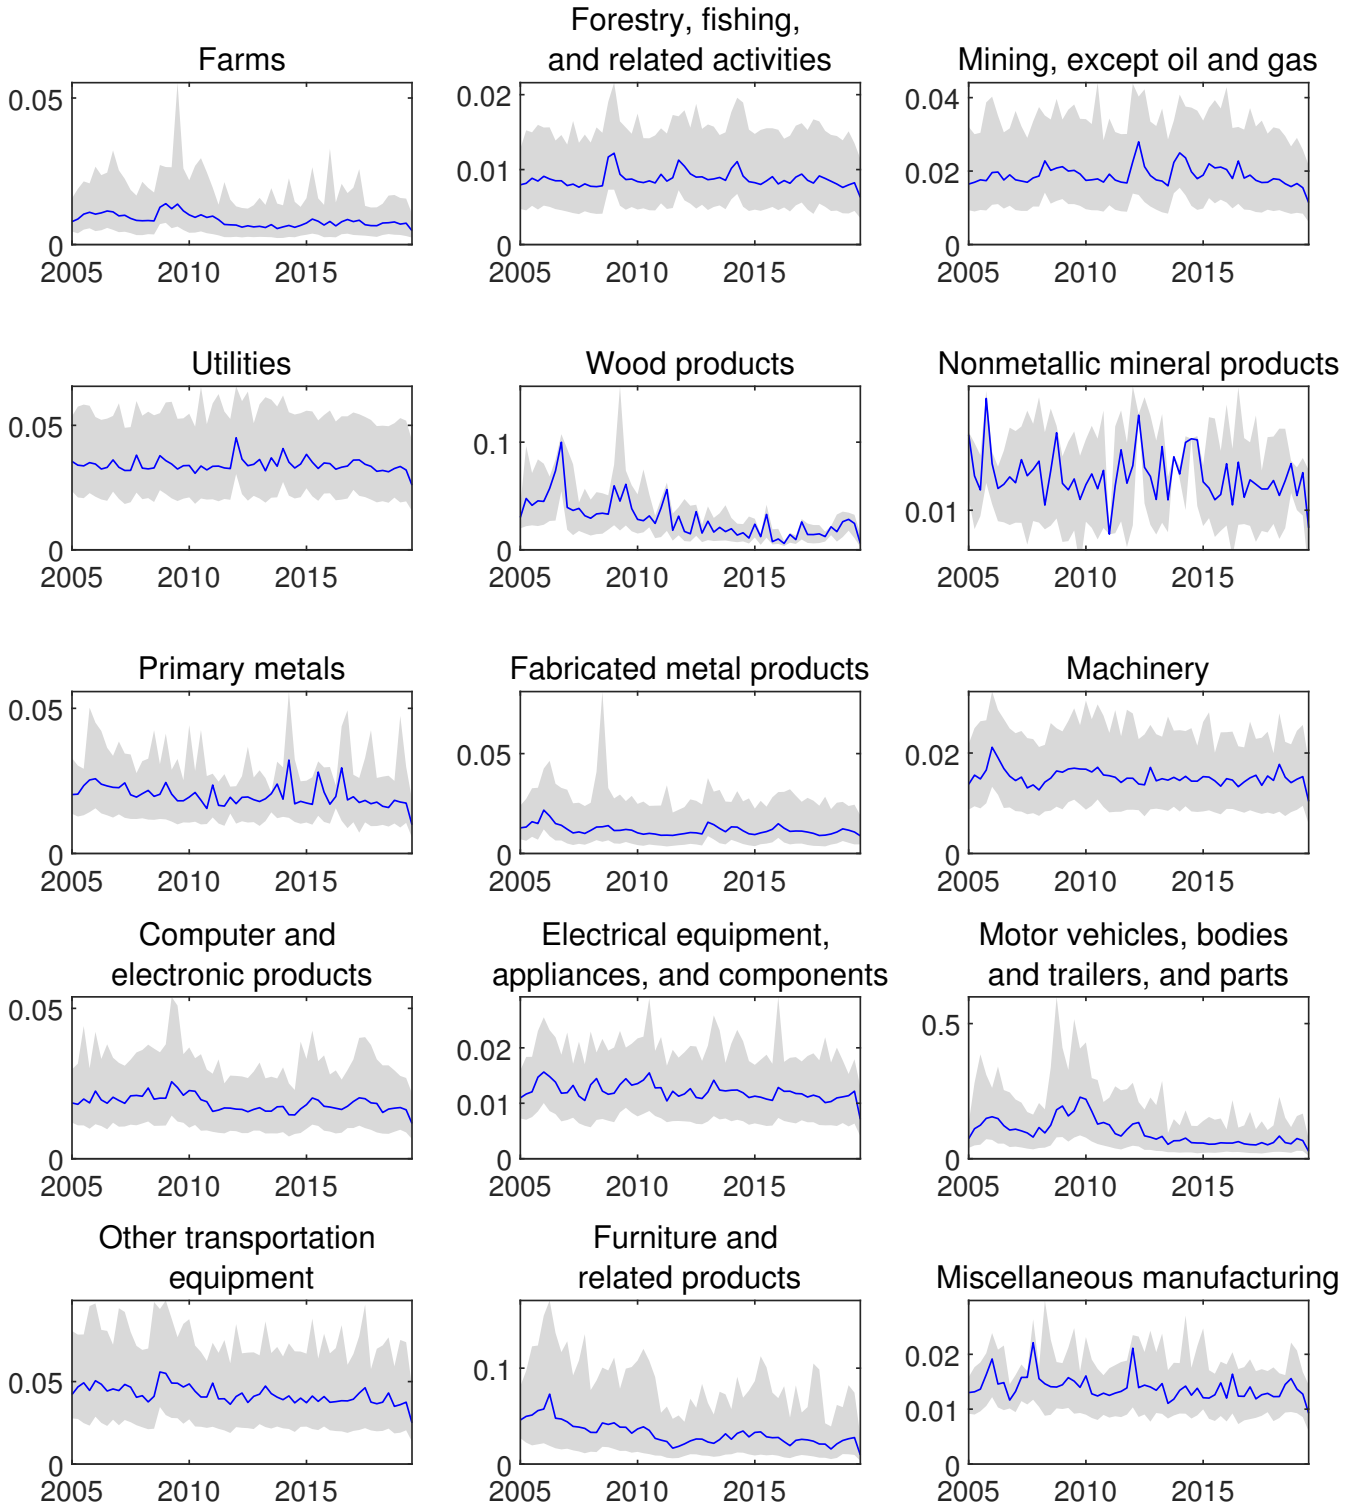 Farms
0.05
0
2005 2010 2015
Forestry, fishing,
and related activities
0.02
0.01
0
2005 2010 2015
Mining, except oil and gas
0.04
0.02
0
2005 2010 2015
Utilities
0.05
0
2005 2010 2015
Wood products
0.1
0
2005 2010 2015
Nonmetallic mineral products
0.01
2005 2010 2015
Primary metals
0.05
0
2005 2010 2015
Fabricated metal products
0.05
0
2005 2010 2015
Machinery
0.02
0
2005 2010 2015
Computer and
electronic products
0.05
0
2005 2010 2015
Electrical equipment,
appliances, and components
0.02
0.01
0
2005 2010 2015
Motor vehicles, bodies
and trailers, and parts
0.5
0
2005 2010 2015
Other transportation
equipment
0.05
0
2005 2010 2015
Furniture and
related products
0.1
0
2005 2010 2015
Miscellaneous manufacturing
0.02
0.01
0
2005 2010 2015